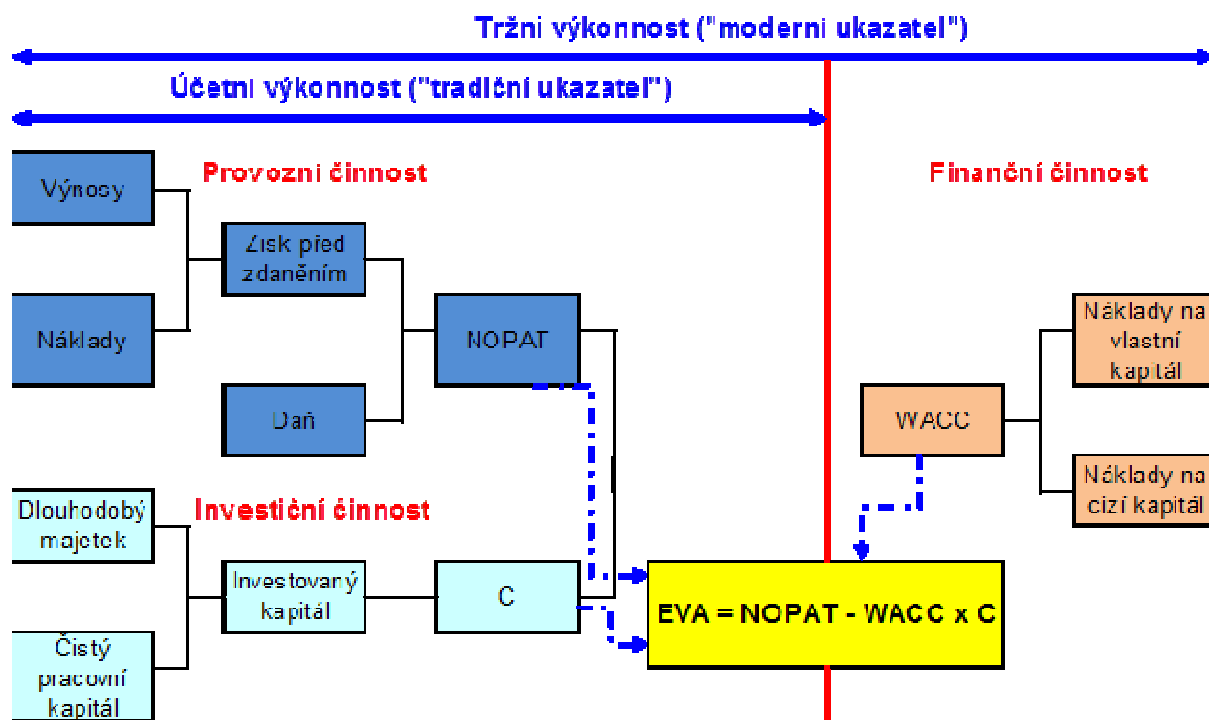 Tržní výkonnost ("moderní ukazatel")
Účetní výkonnost ("tradiční ukazatel")
Provozní činnost
Finanční činnost
Výnosy
Zisk před
zdaněním
Náklady
NOPAT
Daň
Náklady na
vlastní
kapitál
WACC
Náklady na
cizí kapitál
Dlouhodobý
majetek
Investiční činnost
Investovaný
kapitál
C
EVA = NOPAT - WACC x C
Čistý
pracovní
kapitál